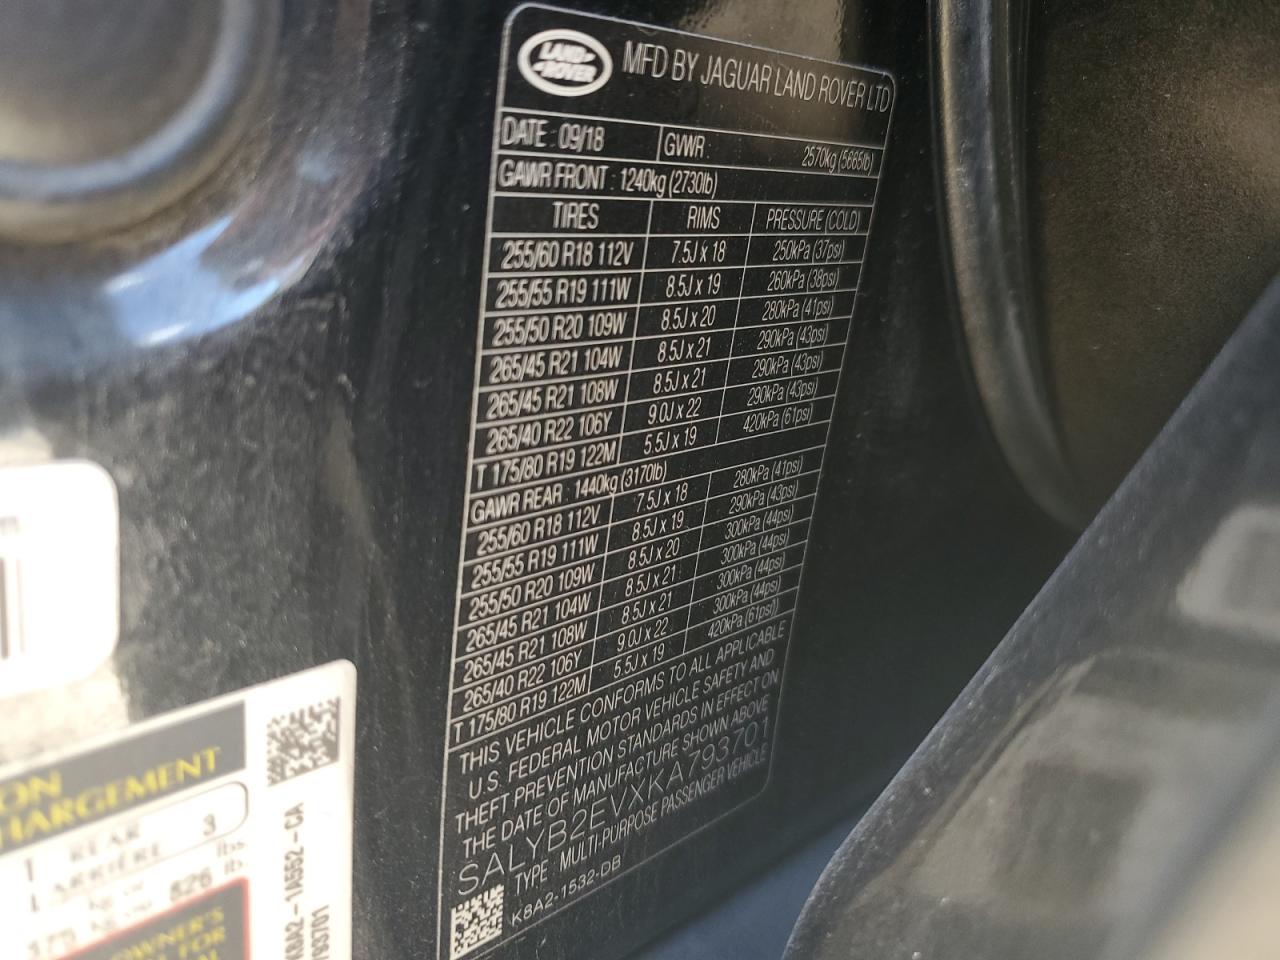 LAND ROVER
MFD BY JAGUAR LAND ROVER LTD
DATE : 09/18 GVWR : 2570kg (5665lb)
GAWR FRONT : 1240kg (2730lb)
TIRES RIMS PRESSURE (COLD)
255/60 R18 112V 7.5J x 18 250kPa (37psi)
255/55 R19 111W 8.5J x 19 260kPa (38psi)
255/50 R20 109W 8.5J x 20 280kPa (41psi)
265/45 R21 104W 8.5J x 21 290kPa (43psi)
265/45 R21 108W 8.5J x 21 290kPa (43psi)
265/40 R22 106Y 9.0J x 22 290kPa (43psi)
T 175/80 R19 122M 5.5J x 19 420kPa (61psi)
GAWR REAR : 1440kg (3170lb)
255/60 R18 112V 7.5J x 18 280kPa (41psi)
255/55 R19 111W 8.5J x 19 290kPa (43psi)
255/50 R20 109W 8.5J x 20 300kPa (44psi)
265/45 R21 104W 8.5J x 21 300kPa (44psi)
265/45 R21 108W 8.5J x 21 300kPa (44psi)
265/40 R22 106Y 9.0J x 22 300kPa (44psi)
T 175/80 R19 122M 5.5J x 19 420kPa (61psi))
THIS VEHICLE CONFORMS TO ALL APPLICABLE
U.S. FEDERAL MOTOR VEHICLE SAFETY AND
THEFT PREVENTION STANDARDS IN EFFECT ON
THE DATE OF MANUFACTURE SHOWN ABOVE
SALYB2EVXKA793701
TYPE : MULTI-PURPOSE PASSENGER VEHICLE
K8A2-1532-DB
ON
HARGEMENT
1 REAR 3
ARRIÈRE
lbs
826 lb
OWNER'S
FOR
K8A2-1A552-CA
793701